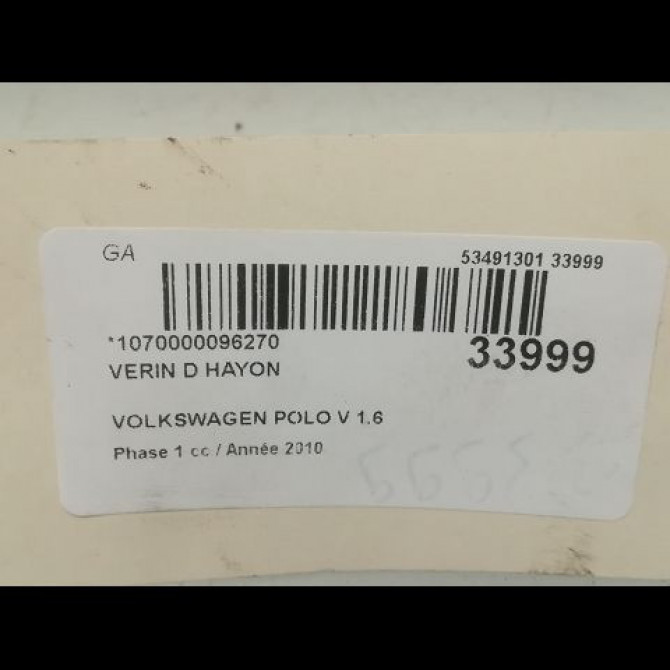 GA
53491301 33999
*1070000096270
33999
VERIN D HAYON
VOLKSWAGEN POLO V 1.6
Phase 1 cc / Année 2010